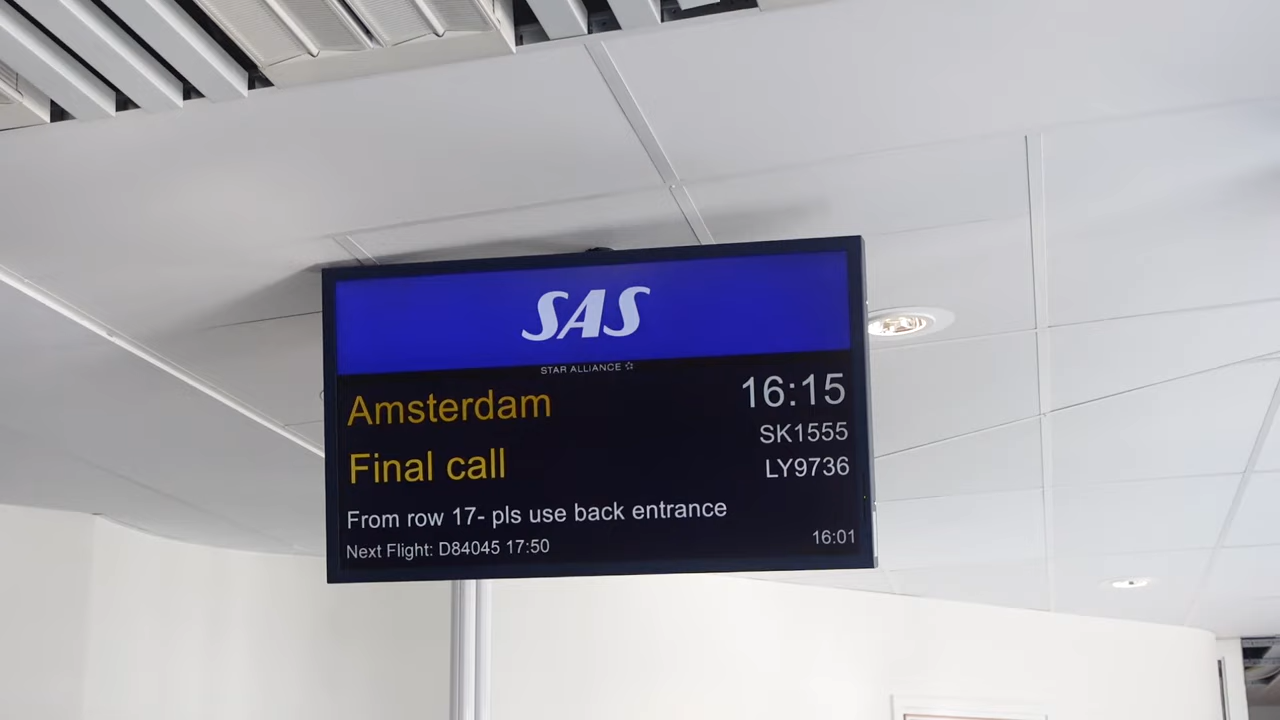 SAS
STAR ALLIANCE
Amsterdam 16:15
SK1555
Final call LY9736
From row 17- pls use back entrance
Next Flight: D84045 17:50 16:01